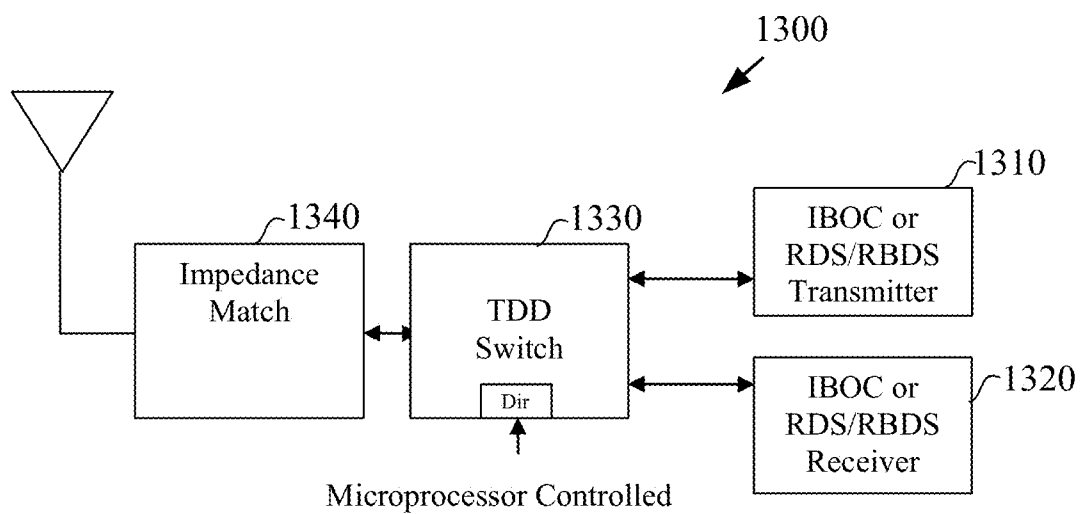 1300
1310
1340
1330
IBOC or
RDS/RBDS
Transmitter
Impedance
Match
TDD
Switch
Dir
1320
IBOC or
RDS/RBDS
Receiver
Microprocessor Controlled